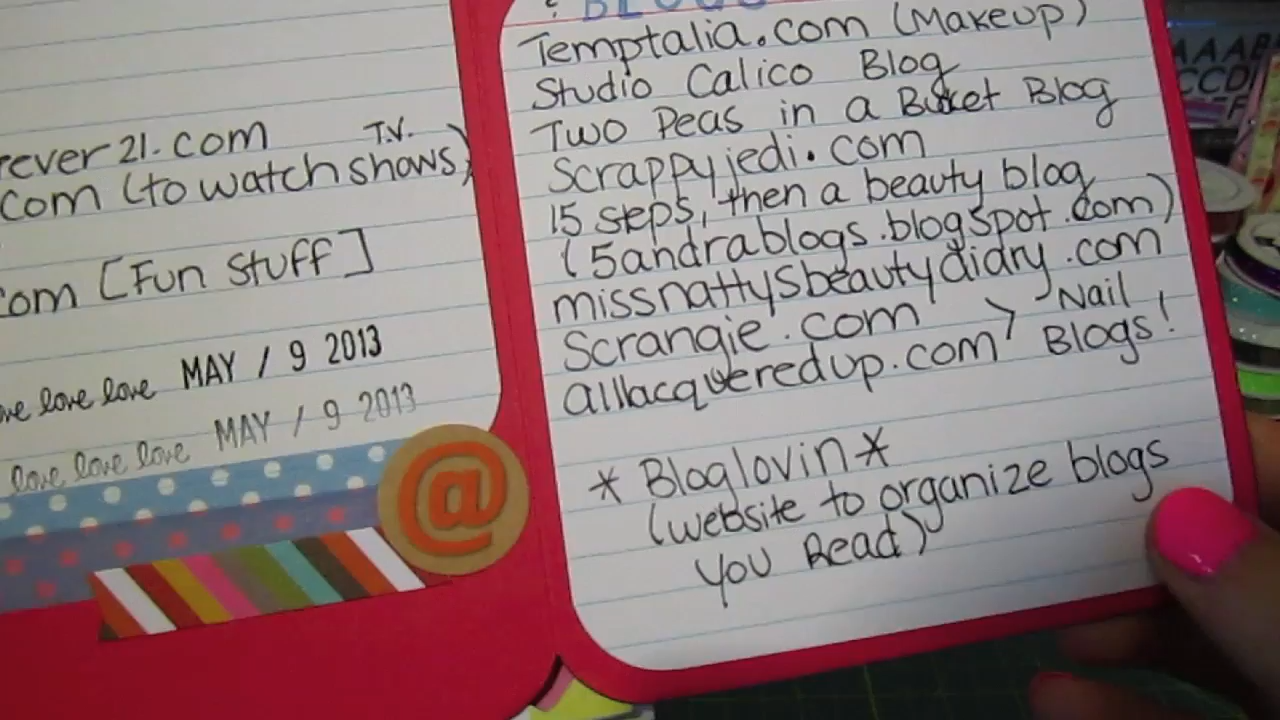 rever 21.com
T.V.
com (to watch shows)
com [Fun Stuff]
love love MAY / 9 2013
love love love MAY / 9 2013
@
Temptalia.com (Makeup)
Studio Calico Blog
Two Peas in a Bucket Blog
Scrappyjedi.com
15 steps, then a beauty blog
(5andrablogs.blogspot.com)
missnattysbeautydiary.com
Scrangie.com > Nail
allacqueredup.com Blogs!
* Bloglovin *
(website to organize blogs
you Read)